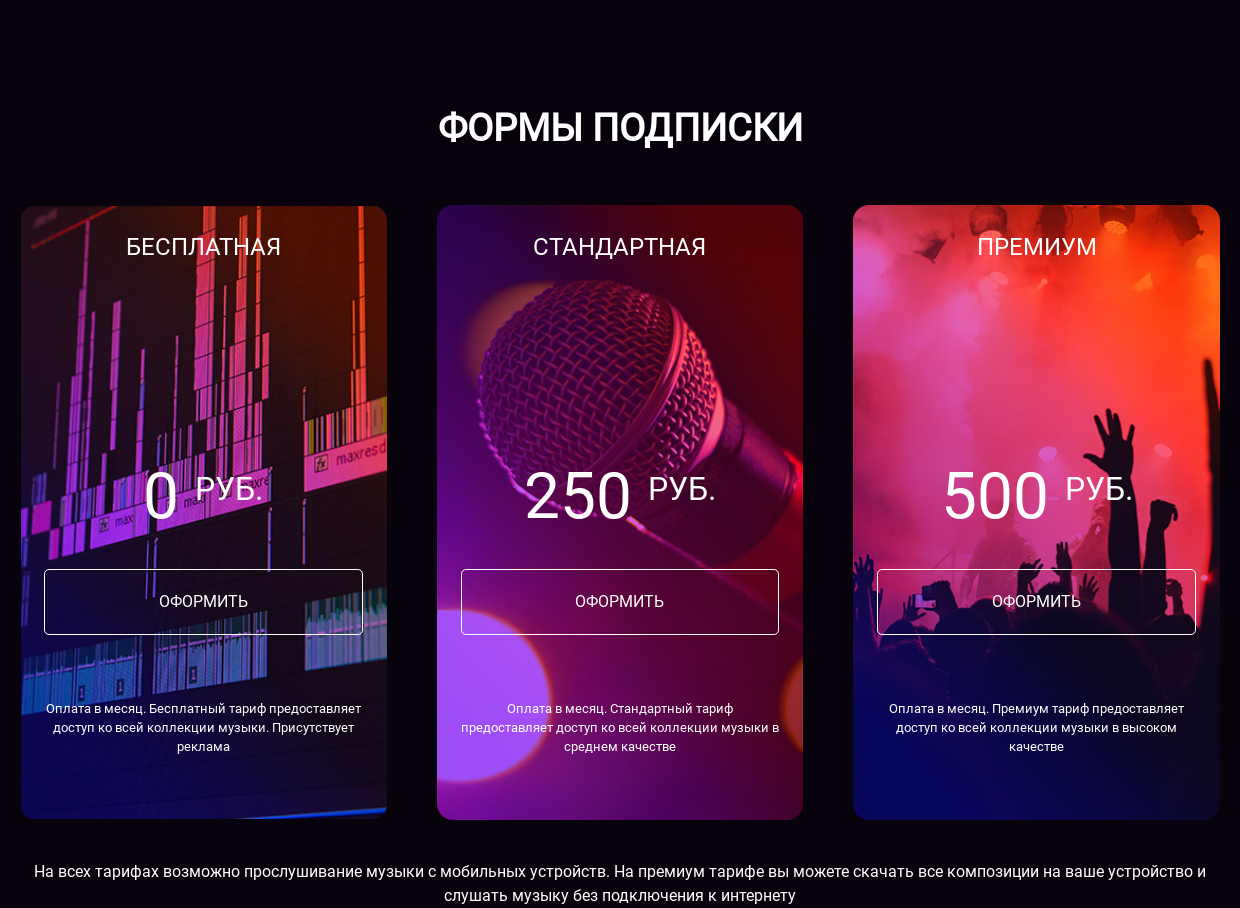 ФОРМЫ ПОДПИСКИ
БЕСПЛАТНАЯ
0 РУБ.
ОФОРМИТЬ
Оплата в месяц. Бесплатный тариф предоставляет
доступ ко всей коллекции музыки. Присутствует
реклама
СТАНДАРТНАЯ
250 РУБ.
ОФОРМИТЬ
Оплата в месяц. Стандартный тариф
предоставляет доступ ко всей коллекции музыки в
среднем качестве
ПРЕМИУМ
500 РУБ.
ОФОРМИТЬ
Оплата в месяц. Премиум тариф предоставляет
доступ ко всей коллекции музыки в высоком
качестве
На всех тарифах возможно прослушивание музыки с мобильных устройств. На премиум тарифе вы можете скачать все композиции на ваше устройство и
слушать музыку без подключения к интернету